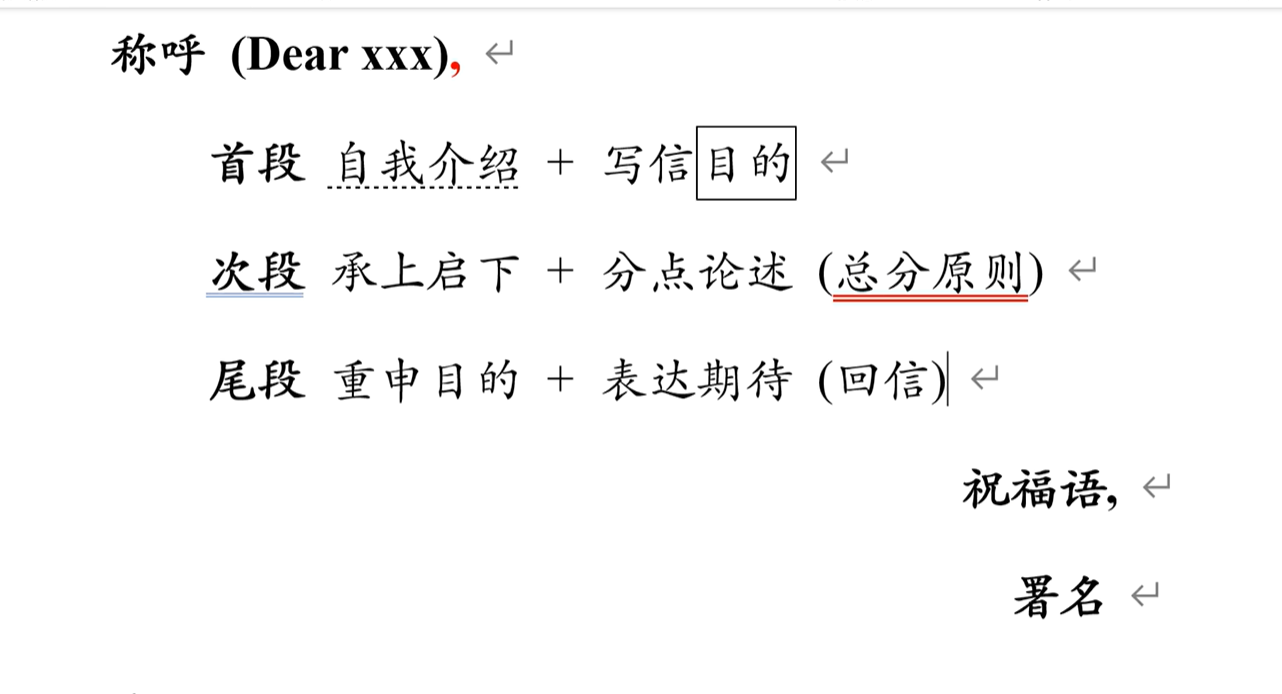 称呼 (Dear xxx),
首段 自我介绍 + 写信目的
次段 承上启下 + 分点论述 (总分原则)
尾段 重申目的 + 表达期待 (回信)
祝福语,
署名